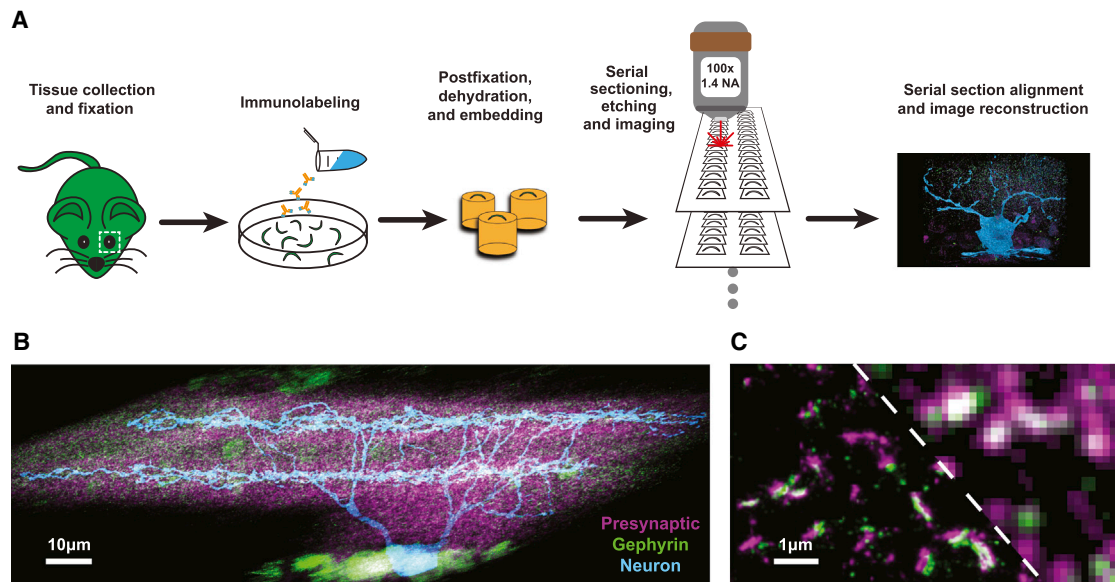 A
Tissue collection
and fixation
Immunolabeling
Postfixation,
dehydration,
and embedding
Serial
sectioning,
etching
and imaging
100x
1.4 NA
Serial section alignment
and image reconstruction
B
Presynaptic
Gephyrin
Neuron
10µm
C
1µm